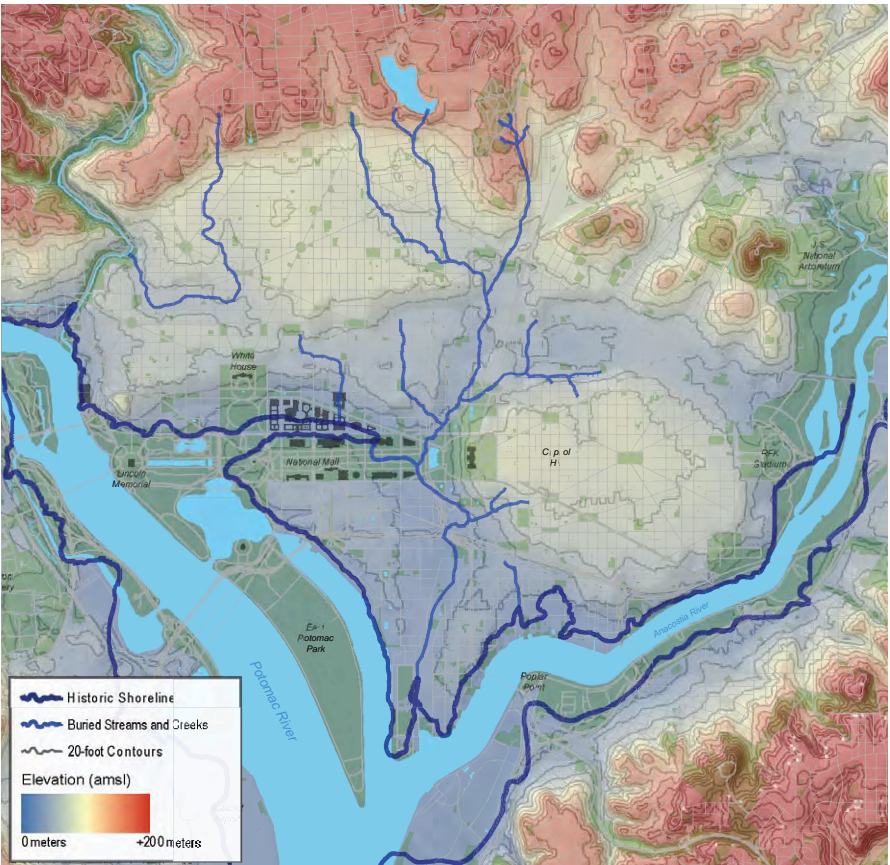 U.S.
National
Arboretum
White
House
National Mall
Lincoln
Memorial
RFK
Stadium
Potomac
Park
Anacostia River
Poplar
Point
Potomac River
Historic Shoreline
Buried Streams and Creeks
20-foot Contours
Elevation (amsl)
0 meters
+200 meters